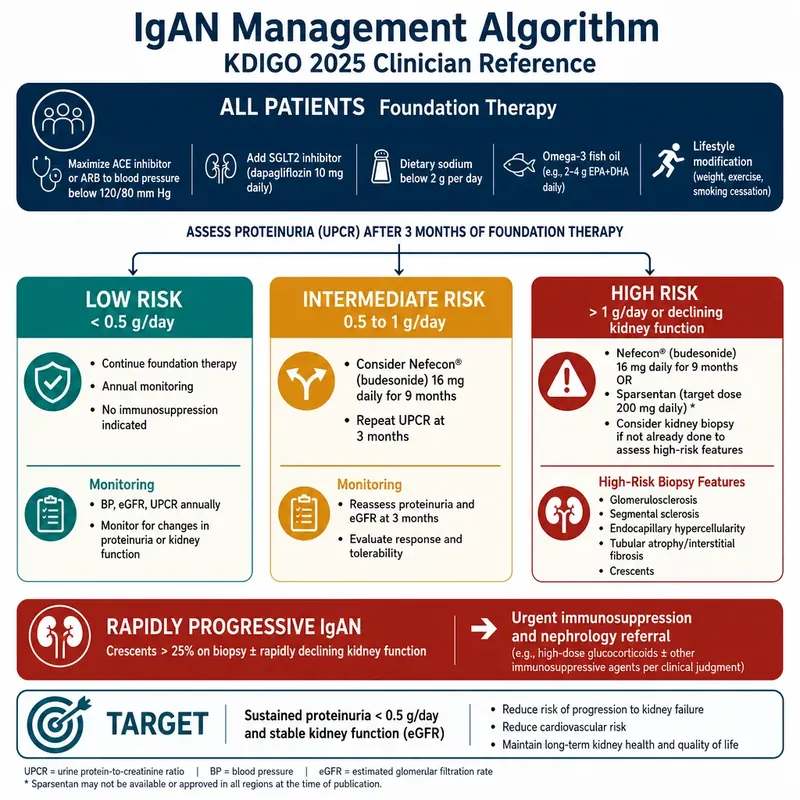 IgAN Management Algorithm
KDIGO 2025 Clinician Reference
ALL PATIENTS Foundation Therapy
Maximize ACE inhibitor
or ARB to blood pressure
below 120/80 mm Hg
Add SGLT2 inhibitor
(dapagliflozin 10 mg
daily)
Dietary sodium
below 2 g per day
Omega-3 fish oil
(e.g., 2–4 g EPA+DHA
daily)
Lifestyle
modification
(weight, exercise,
smoking cessation)
ASSESS PROTEINURIA (UPCR) AFTER 3 MONTHS OF FOUNDATION THERAPY
LOW RISK
< 0.5 g/day
• Continue foundation therapy
• Annual monitoring
• No immunosuppression
indicated
Monitoring
• BP, eGFR, UPCR annually
• Monitor for changes in
proteinuria or kidney
function
INTERMEDIATE RISK
0.5 to 1 g/day
• Consider Nefecon®
(budesonide) 16 mg
daily for 9 months
• Repeat UPCR at
3 months
Monitoring
• Reassess proteinuria and
eGFR at 3 months
• Evaluate response and
tolerability
HIGH RISK
> 1 g/day or declining
kidney function
• Nefecon® (budesonide)
16 mg daily for 9 months
OR
• Sparsentan (target dose
200 mg daily) *
• Consider kidney biopsy
if not already done to
assess high-risk features
High-Risk Biopsy Features
• Glomerulosclerosis
• Segmental sclerosis
• Endocapillary hypercellularity
• Tubular atrophy/interstitial
fibrosis
• Crescents
RAPIDLY PROGRESSIVE IgAN
Crescents > 25% on biopsy ± rapidly declining kidney function
Urgent immunosuppression
and nephrology referral
(e.g., high-dose glucocorticoids ± other
immunosuppressive agents per clinical judgment)
TARGET
Sustained proteinuria < 0.5 g/day
and stable kidney function (eGFR)
• Reduce risk of progression to kidney failure
• Reduce cardiovascular risk
• Maintain long-term kidney health and quality of life
UPCR = urine protein-to-creatinine ratio | BP = blood pressure | eGFR = estimated glomerular filtration rate
* Sparsentan may not be available or approved in all regions at the time of publication.